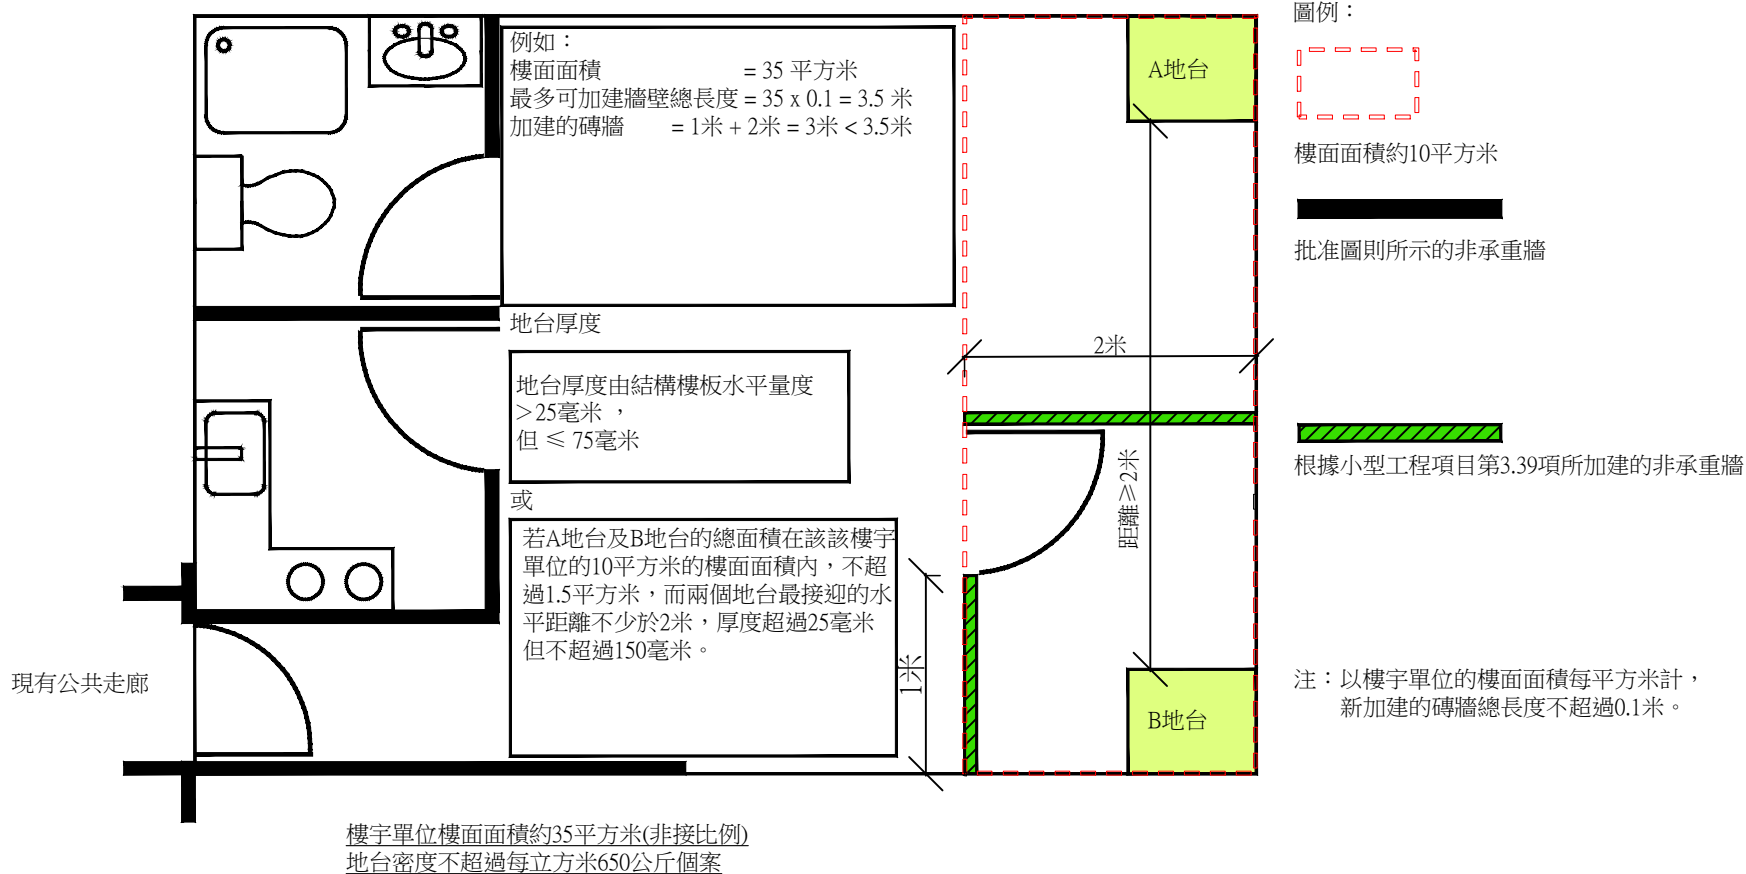 例如：
樓面面積 = 35 平方米
最多可加建牆壁總長度 = 35 x 0.1 = 3.5 米
加建的磚牆 = 1米 + 2米 = 3米 < 3.5米
地台厚度
地台厚度由結構樓板水平量度
>25毫米，
但 ≤ 75毫米
或
若A地台及B地台的總面積在該該樓宇
單位的10平方米的樓面面積內，不超
過1.5平方米，而兩個地台最接迎的水
平距離不少於2米，厚度超過25毫米
但不超過150毫米。
1米
A地台
2米
距離≥2米
B地台
現有公共走廊
圖例：
樓面面積約10平方米
批准圖則所示的非承重牆
根據小型工程項目第3.39項所加建的非承重牆
注：以樓宇單位的樓面面積每平方米計，
新加建的磚牆總長度不超過0.1米。
樓宇單位樓面面積約35平方米(非接比例)
地台密度不超過每立方米650公斤個案